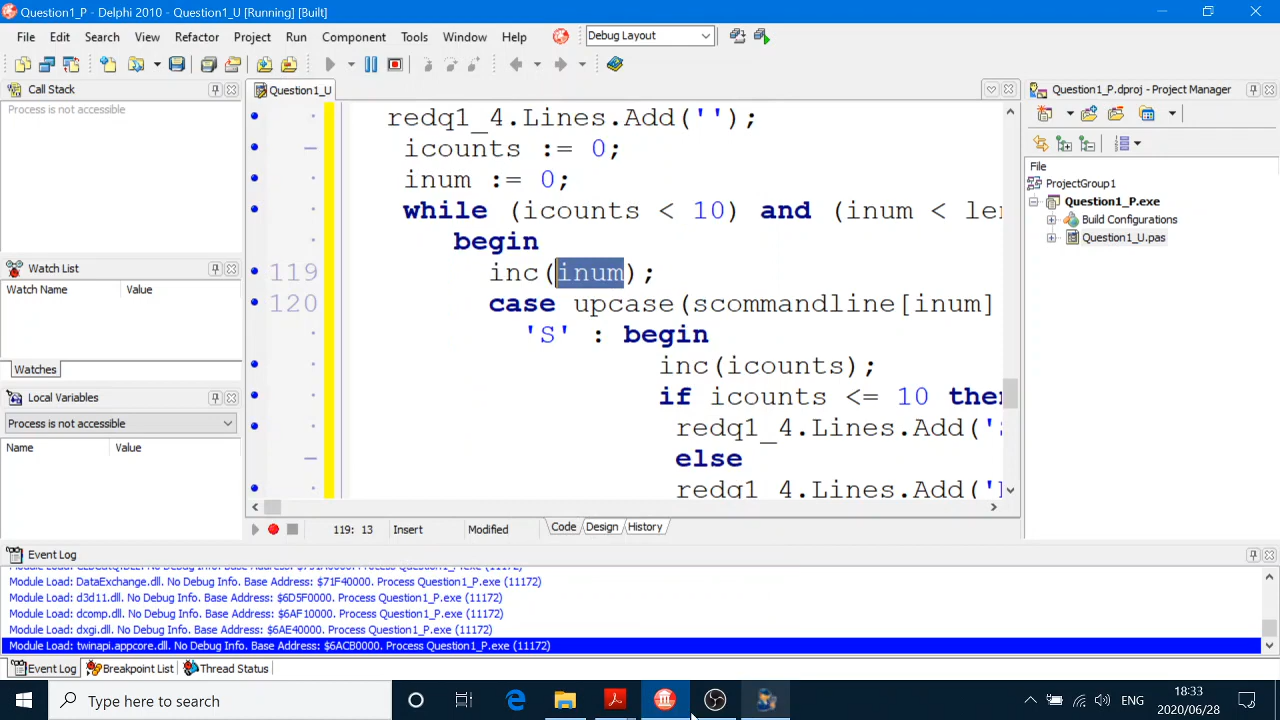 Question1_P - Delphi 2010 - Question1_U [Running] [Built]
File Edit Search View Refactor Project Run Component Tools Window Help Debug Layout
Call Stack
Process is not accessible
Question1_U
Question1_P.dproj - Project Manager
File
ProjectGroup1
Question1_P.exe
Build Configurations
Question1_U.pas
redq1_4.Lines.Add('');
icounts := 0;
inum := 0;
while (icounts < 10) and (inum < len
begin
119 inc(inum);
120 case upcase(scommandline[inum]
'S' : begin
inc(icounts);
if icounts <= 10 then
redq1_4.Lines.Add('S
else
redq1_4.Lines.Add('
Watch List
Watch Name Value
Watches
Local Variables
Process is not accessible
Name Value
119: 13 Insert Modified Code Design History
Event Log
Module Load: DataExchange.dll. No Debug Info. Base Address: $71F40000. Process Question1_P.exe (11172)
Module Load: d3d11.dll. No Debug Info. Base Address: $6D5F0000. Process Question1_P.exe (11172)
Module Load: dcomp.dll. No Debug Info. Base Address: $6AF10000. Process Question1_P.exe (11172)
Module Load: dxgi.dll. No Debug Info. Base Address: $6AE40000. Process Question1_P.exe (11172)
Module Load: twinapi.appcore.dll. No Debug Info. Base Address: $6ACB0000. Process Question1_P.exe (11172)
Event Log Breakpoint List Thread Status
Type here to search
ENG
18:33
2020/06/28